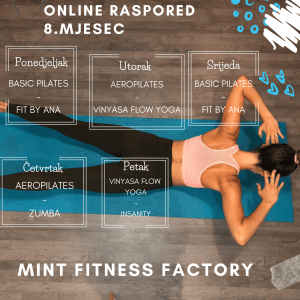 ONLINE RASPORED
8.MJESEC
Ponedjeljak
BASIC PILATES
-
FIT BY ANA
Utorak
AEROPILATES
-
VINYASA FLOW YOGA
Srijeda
BASIC PILATES
-
FIT BY ANA
Četvrtak
AEROPILATES
-
ZUMBA
Petak
VINYASA FLOW
YOGA
-
INSANITY
MINT FITNESS FACTORY